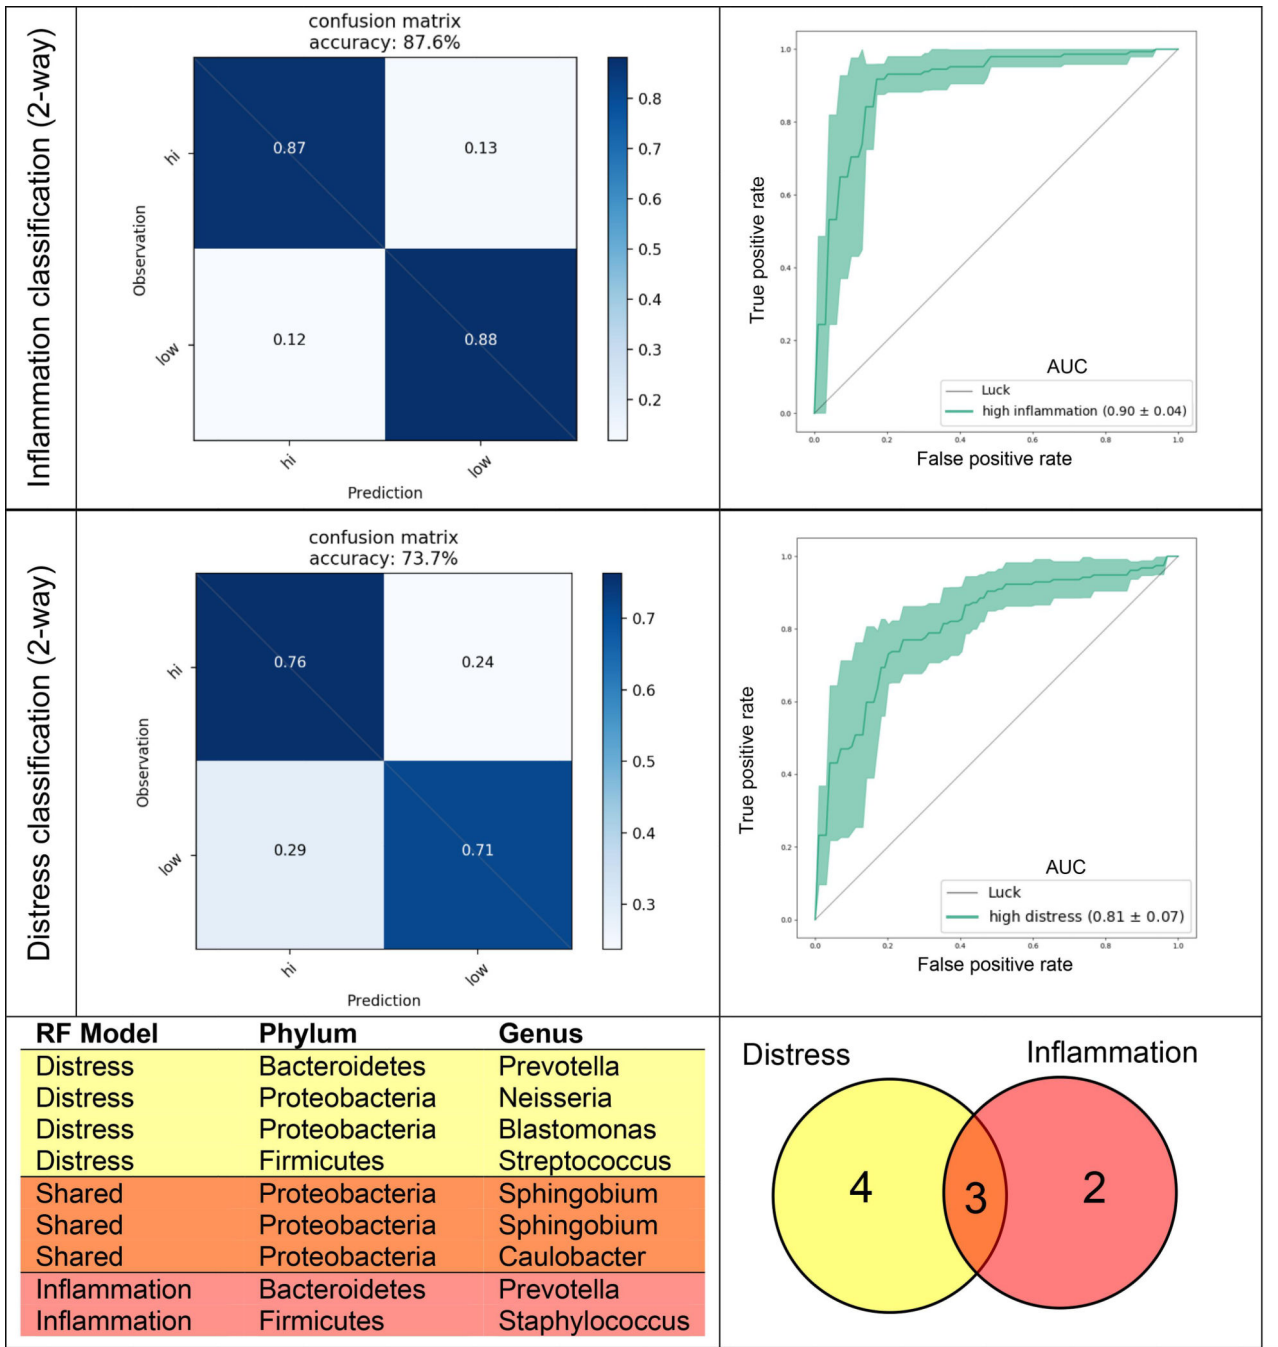 Inflammation classification (2-way)
confusion matrix
accuracy: 87.6%
hi
low
Observation
0.87
0.13
0.12
0.88
hi
low
Prediction
0.8
0.7
0.6
0.5
0.4
0.3
0.2
1.0
0.8
0.6
0.4
0.2
0.0
True positive rate
AUC
Luck
high inflammation (0.90 ± 0.04)
0.0 0.2 0.4 0.6 0.8 1.0
False positive rate
Distress classification (2-way)
confusion matrix
accuracy: 73.7%
hi
low
Observation
0.76
0.24
0.29
0.71
hi
low
Prediction
0.7
0.6
0.5
0.4
0.3
1.0
0.8
0.6
0.4
0.2
0.0
True positive rate
AUC
Luck
high distress (0.81 ± 0.07)
0.0 0.2 0.4 0.6 0.8 1.0
False positive rate
RF Model Phylum Genus
Distress Bacteroidetes Prevotella
Distress Proteobacteria Neisseria
Distress Proteobacteria Blastomonas
Distress Firmicutes Streptococcus
Shared Proteobacteria Sphingobium
Shared Proteobacteria Sphingobium
Shared Proteobacteria Caulobacter
Inflammation Bacteroidetes Prevotella
Inflammation Firmicutes Staphylococcus
Distress Inflammation
4 3 2